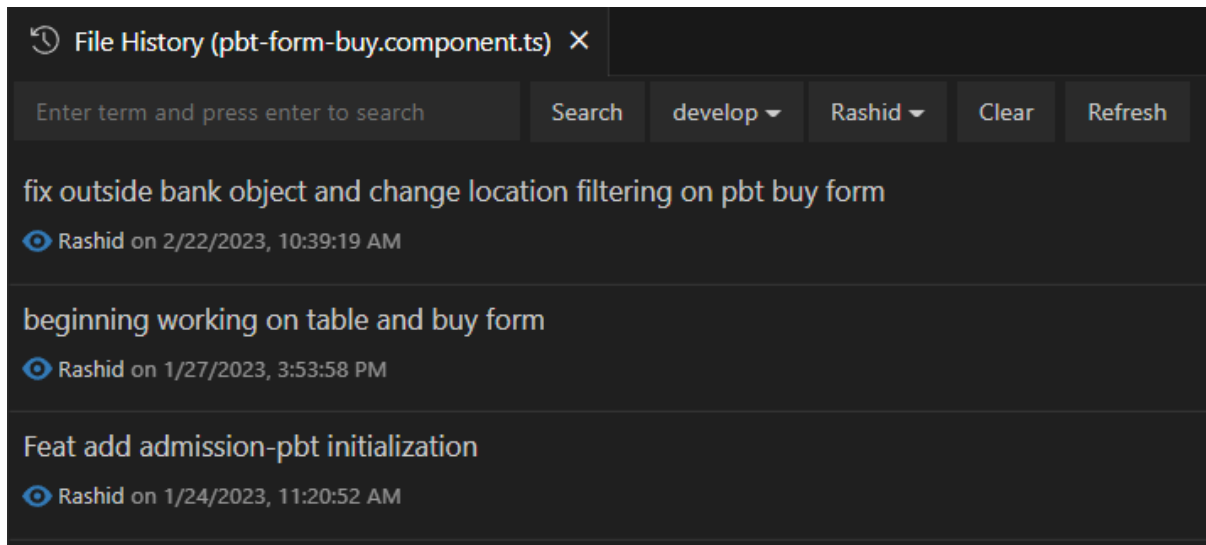 File History (pbt-form-buy.component.ts)
Enter term and press enter to search Search develop Rashid Clear Refresh
fix outside bank object and change location filtering on pbt buy form
Rashid on 2/22/2023, 10:39:19 AM
beginning working on table and buy form
Rashid on 1/27/2023, 3:53:58 PM
Feat add admission-pbt initialization
Rashid on 1/24/2023, 11:20:52 AM